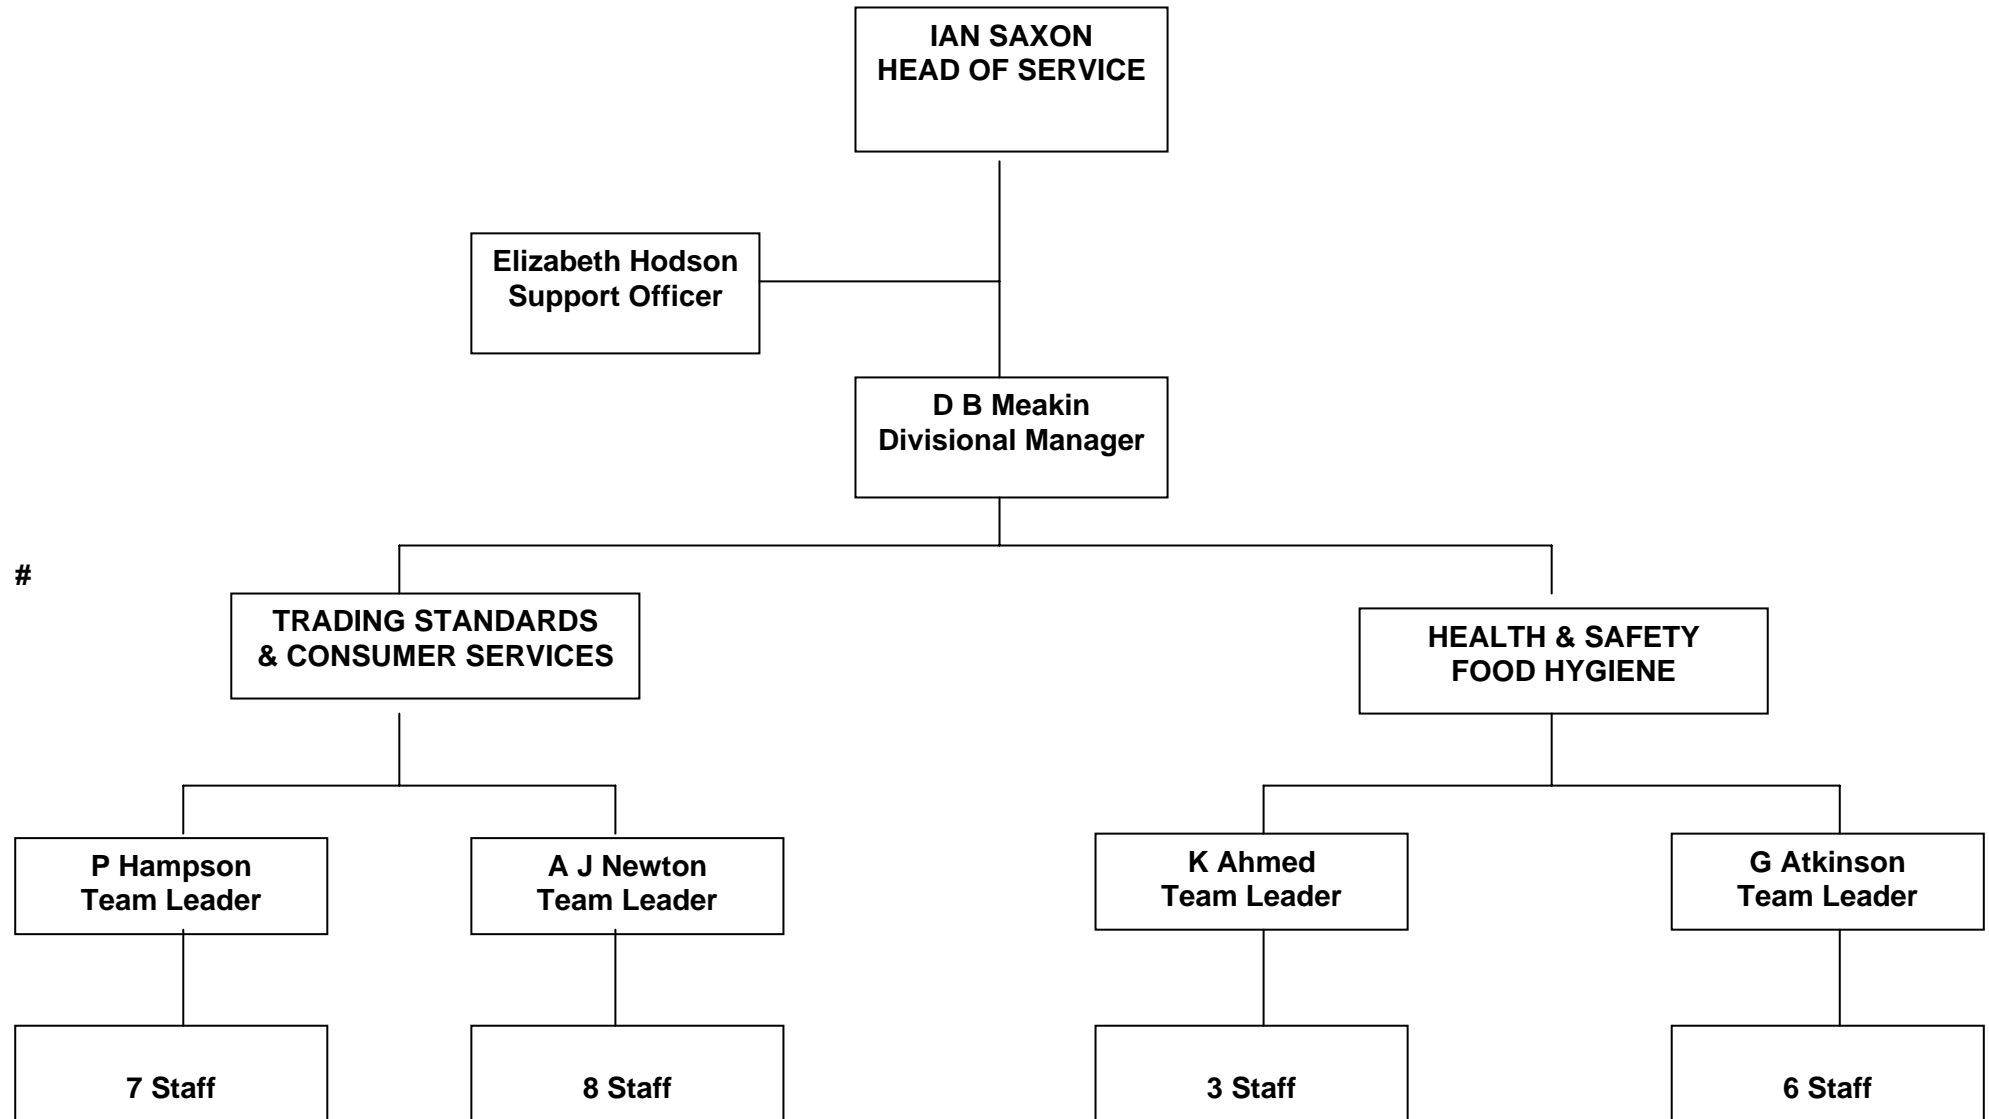 IAN SAXON
HEAD OF SERVICE
Elizabeth Hodson
Support Officer
D B Meakin
Divisional Manager
#
TRADING STANDARDS
& CONSUMER SERVICES
HEALTH & SAFETY
FOOD HYGIENE
P Hampson
Team Leader
A J Newton
Team Leader
K Ahmed
Team Leader
G Atkinson
Team Leader
7 Staff
8 Staff
3 Staff
6 Staff